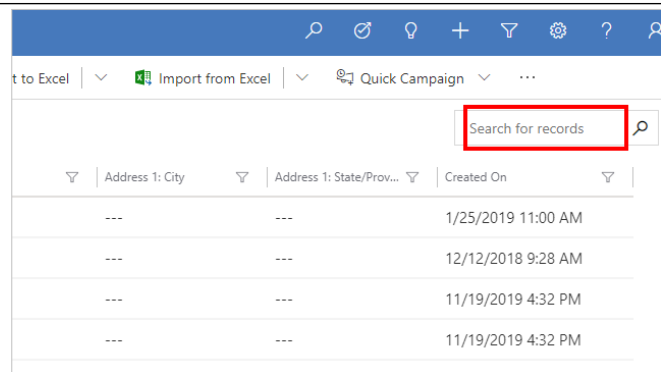 ?
t to Excel Import from Excel Quick Campaign ...
Search for records
Address 1: City Address 1: State/Prov... Created On
--- --- 1/25/2019 11:00 AM
--- --- 12/12/2018 9:28 AM
--- --- 11/19/2019 4:32 PM
--- --- 11/19/2019 4:32 PM